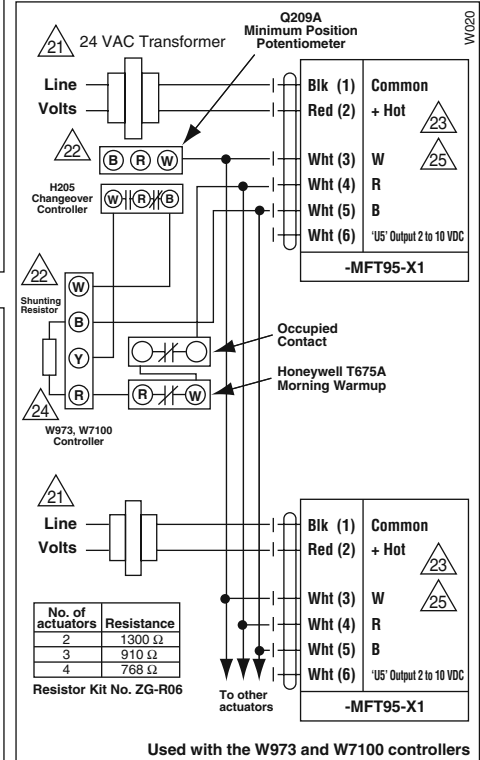 W020
Q209A
Minimum Position
Potentiometer
21
24 VAC Transformer
Line
Volts
Blk (1) Common
Red (2) + Hot
23
22
B R W
Wht (3) W
25
Wht (4) R
Wht (5) B
Wht (6) 'U5' Output 2 to 10 VDC
-MFT95-X1
H205
Changeover
Controller
W R B
22
Shunting
Resistor
W
B
Y
R
24
W973, W7100
Controller
Occupied
Contact
Honeywell T675A
Morning Warmup
R W
21
Line
Volts
Blk (1) Common
Red (2) + Hot
23
Wht (3) W
25
Wht (4) R
Wht (5) B
Wht (6) 'U5' Output 2 to 10 VDC
-MFT95-X1
No. of
actuators Resistance
2 1300 Ω
3 910 Ω
4 768 Ω
Resistor Kit No. ZG-R06
To other
actuators
Used with the W973 and W7100 controllers